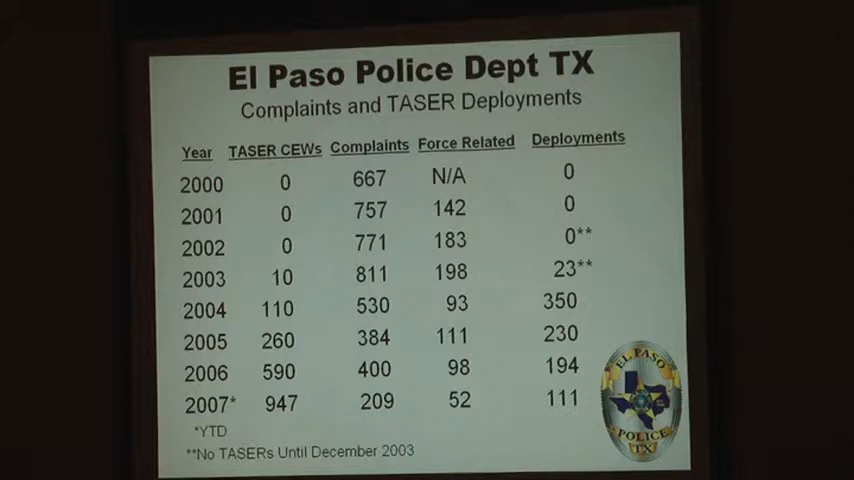 El Paso Police Dept TX
Complaints and TASER Deployments
Year TASER CEWs Complaints Force Related Deployments
2000 0 667 N/A 0
2001 0 757 142 0
2002 0 771 183 0**
2003 10 811 198 23**
2004 110 530 93 350
2005 260 384 111 230
2006 590 400 98 194
2007* 947 209 52 111
*YTD
**No TASERs Until December 2003
EL PASO
POLICE
TX